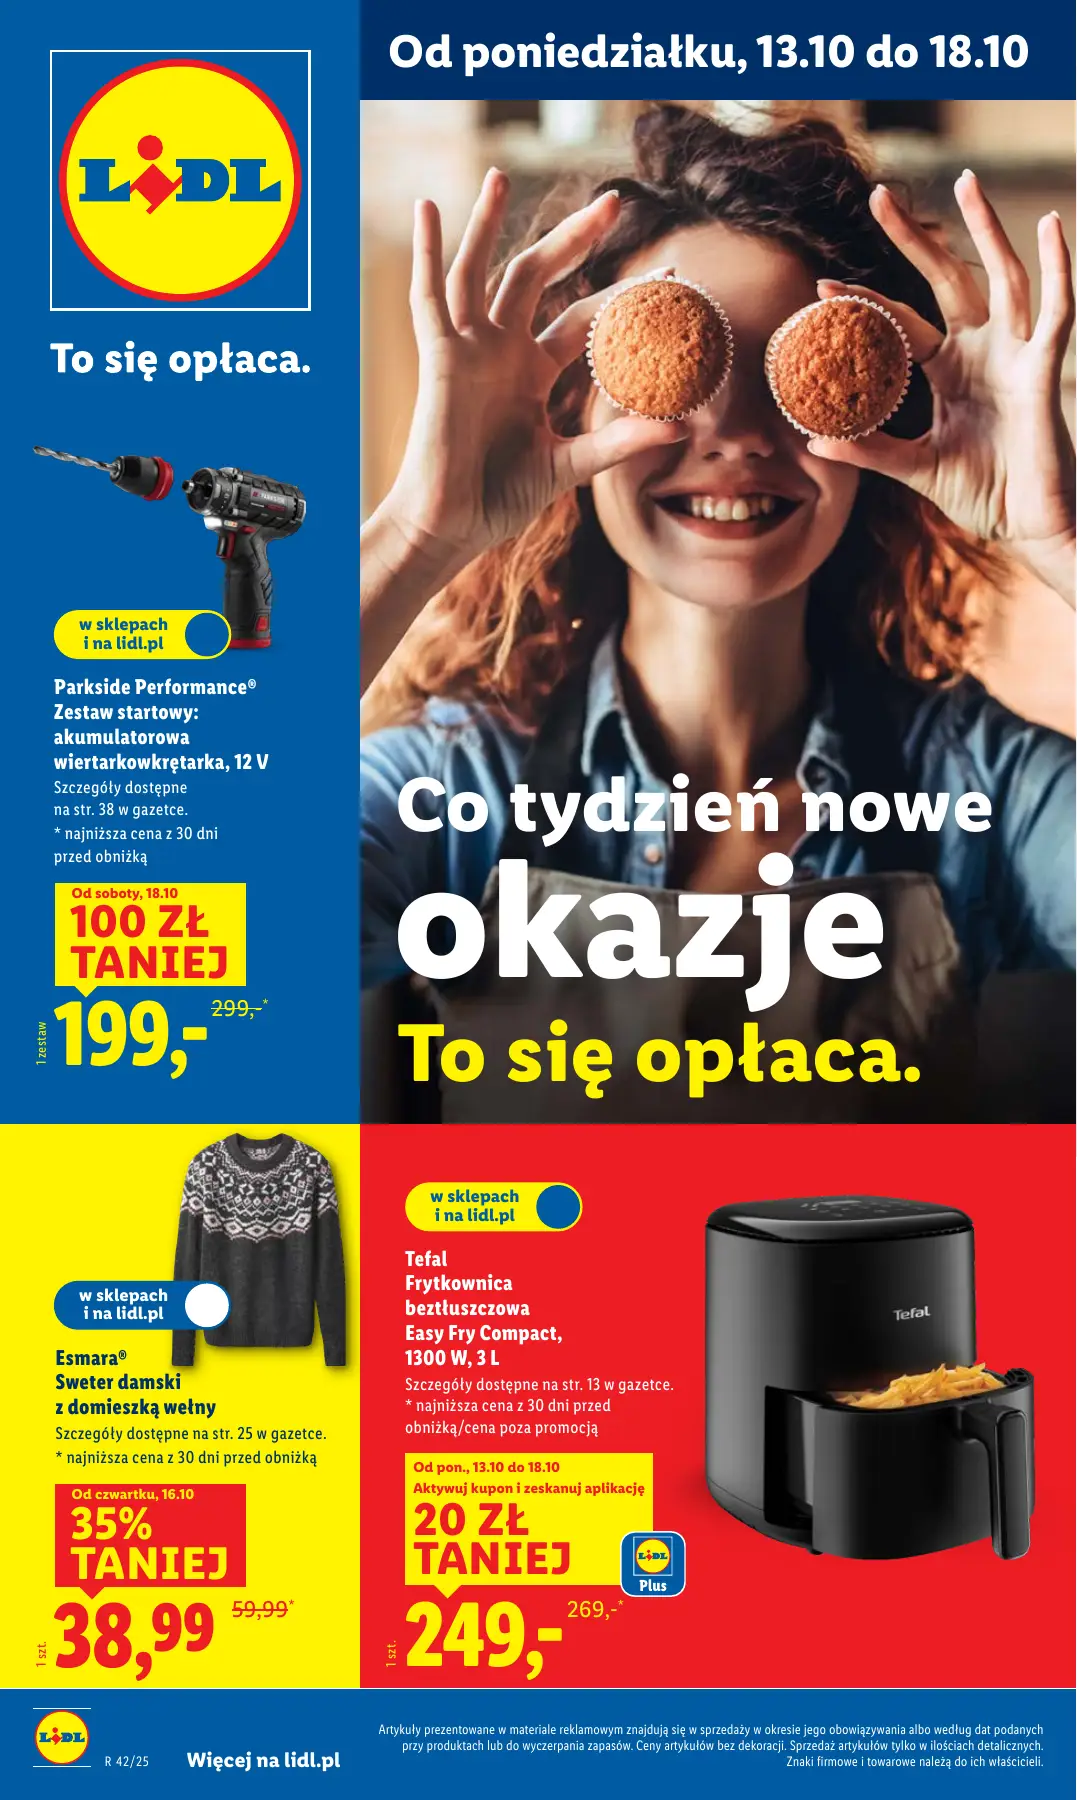 Od poniedziałku, 13.10 do 18.10
LIDL
To się opłaca.
PARKSIDE
w sklepach
i na lidl.pl
Parkside Performance®
Zestaw startowy:
akumulatorowa
wiertarkowkrętarka, 12 V
Szczegóły dostępne
na str. 38 w gazetce.
* najniższa cena z 30 dni
przed obniżką
Od soboty, 18.10
100 ZŁ
TANIEJ
299,-*
199,-
1 zestaw
Co tydzień nowe
okazje
To się opłaca.
w sklepach
i na lidl.pl
Esmara®
Sweter damski
z domieszką wełny
Szczegóły dostępne na str. 25 w gazetce.
* najniższa cena z 30 dni przed obniżką
Od czwartku, 16.10
35%
TANIEJ
59,99*
38,99
1 szt.
w sklepach
i na lidl.pl
Tefal
Frytkownica
beztłuszczowa
Easy Fry Compact,
1300 W, 3 L
Szczegóły dostępne na str. 13 w gazetce.
* najniższa cena z 30 dni przed
obniżką/cena poza promocją
Od pon., 13.10 do 18.10
Aktywuj kupon i zeskanuj aplikację
20 ZŁ
TANIEJ
LIDL
Plus
269,-*
249,-
1 szt.
Tefal
LIDL
R 42/25
Więcej na lidl.pl
Artykuły prezentowane w materiale reklamowym znajdują się w sprzedaży w okresie jego obowiązywania albo według dat podanych
przy produktach lub do wyczerpania zapasów. Ceny artykułów bez dekoracji. Sprzedaż artykułów tylko w ilościach detalicznych.
Znaki firmowe i towarowe należą do ich właścicieli.